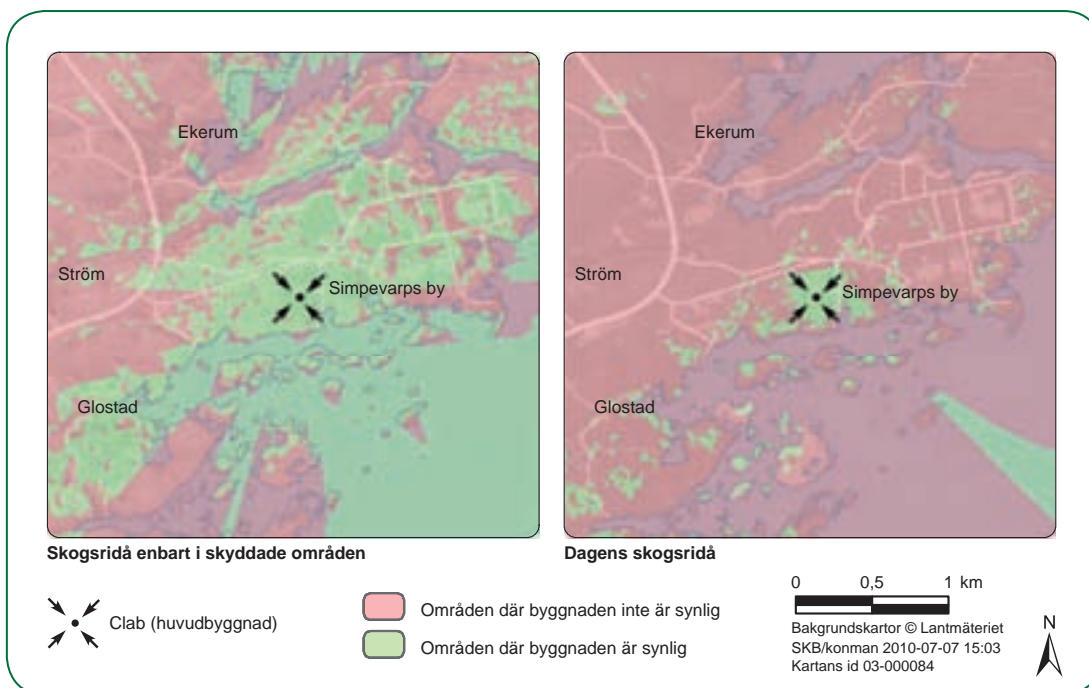 Ekerum
Ström
Simpevarps by
Glostad
Skogsridå enbart i skyddade områden
Ekerum
Ström
Simpevarps by
Glostad
Dagens skogsridå
Clab (huvudbyggnad)
Områden där byggnaden inte är synlig
Områden där byggnaden är synlig
0 0,5 1 km
Bakgrundskartor © Lantmäteriet
SKB/konman 2010-07-07 15:03
Kartans id 03-000084
N